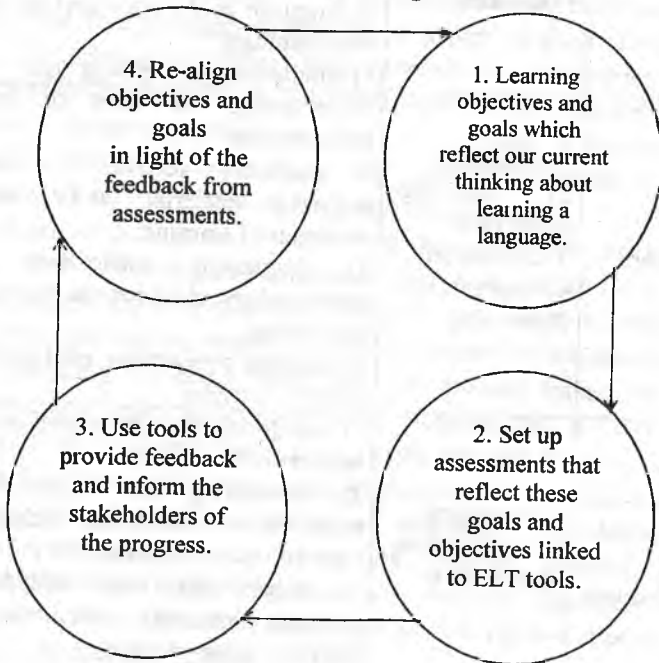 1. Learning
objectives and
goals which
reflect our current
thinking about
learning a
language.
2. Set up
assessments that
reflect these
goals and
objectives linked
to ELT tools.
3. Use tools to
provide feedback
and inform the
stakeholders of
the progress.
4. Re-align
objectives and
goals
in light of the
feedback from
assessments.